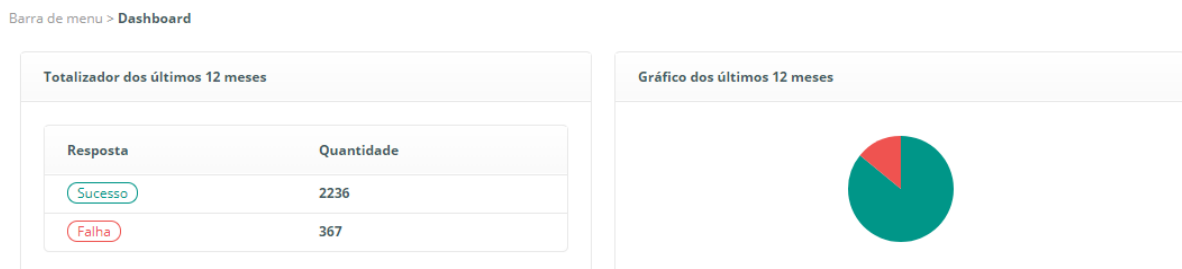 Barra de menu > Dashboard
Totalizador dos últimos 12 meses
Resposta Quantidade
Sucesso 2236
Falha 367
Gráfico dos últimos 12 meses